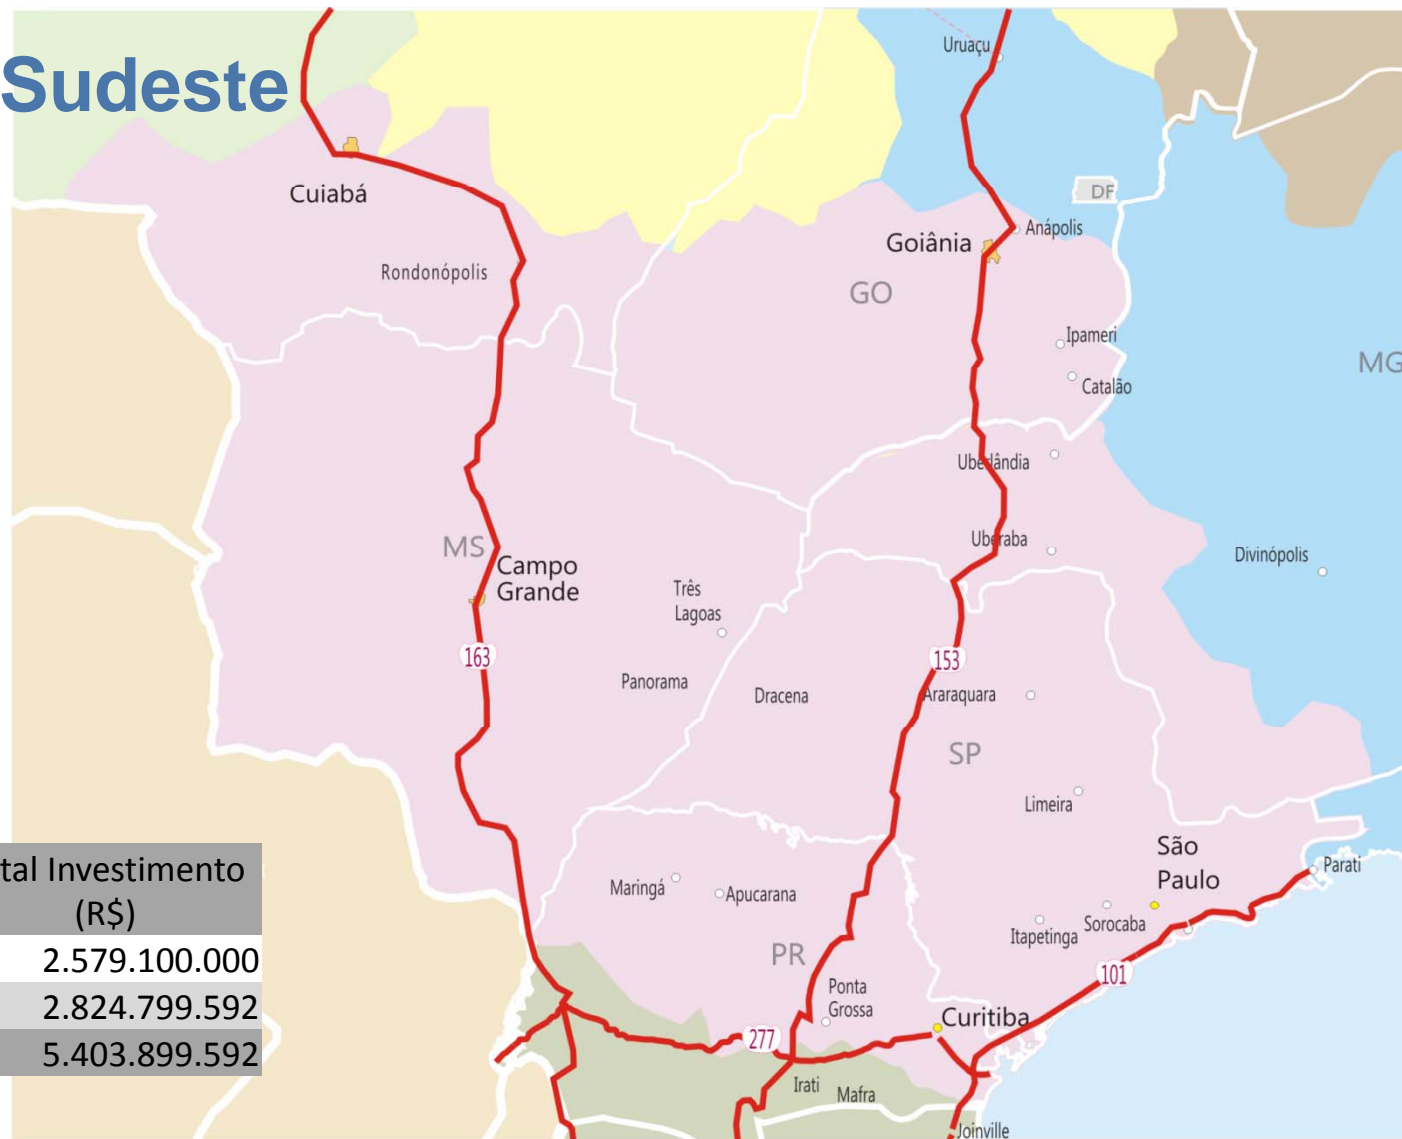 Sudeste
Uruaçu
DF
Cuiabá
Anápolis
Goiânia
Rondonópolis
GO
Ipameri
MG
Catalão
Uberlândia
Uberaba
MS
Divinópolis
Campo
Grande
Três
Lagoas
163
153
Panorama
Dracena
Araraquara
SP
Limeira
São
Paulo
Parati
tal Investimento
(R$)
2.579.100.000
2.824.799.592
5.403.899.592
Maringá
Apucarana
Itapetinga
Sorocaba
PR
101
Ponta
Grossa
Curitiba
277
Irati
Mafra
Joinville